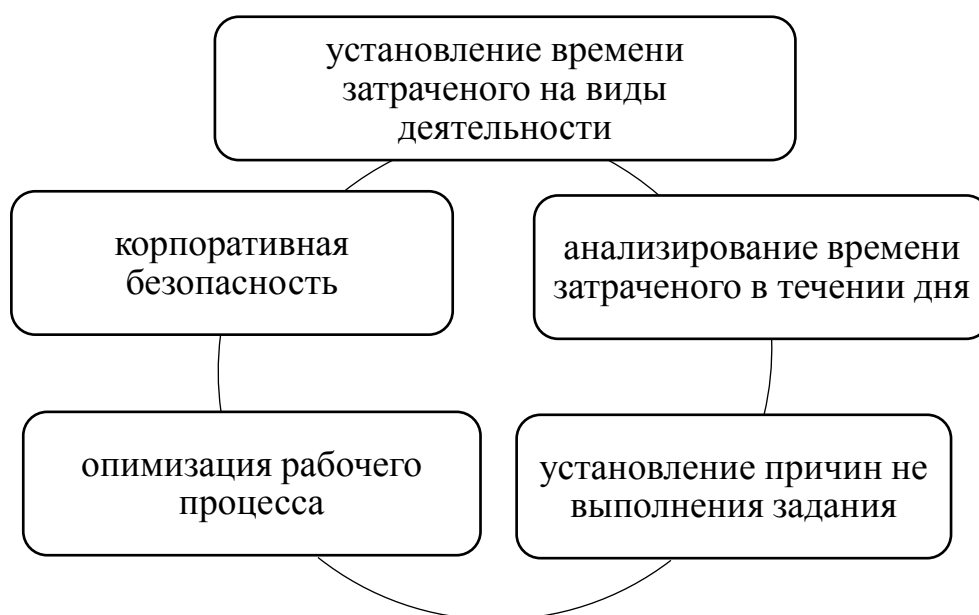 установление времени
затраченого на виды
деятельности
корпоративная
безопасность
анализирование времени
затраченого в течении дня
опимизация рабочего
процесса
установление причин не
выполнения задания